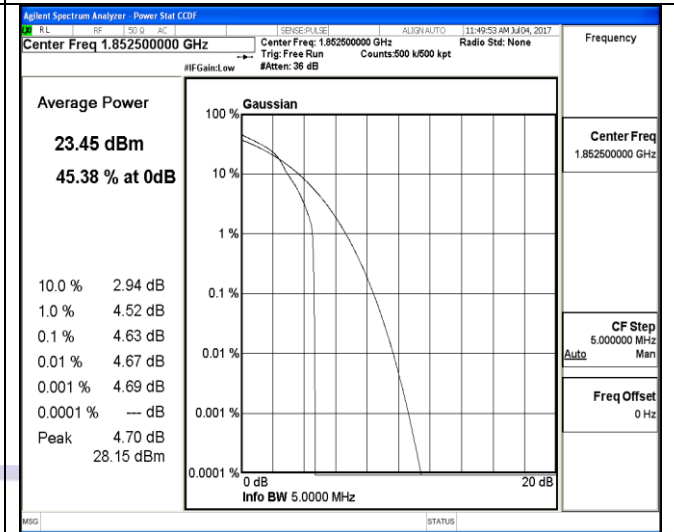 Agilent Spectrum Analyzer - Power Stat CCDF
RL RF 50 Ω AC SENSE:PULSE ALIGN AUTO 11:49:53 AM Jul 04, 2017
Center Freq 1.852500000 GHz
Center Freq: 1.852500000 GHz Radio Std: None
Trig: Free Run Counts:500 k/500 kpt
#IFGain:Low #Atten: 36 dB
Frequency
Average Power
23.45 dBm
45.38 % at 0dB
10.0 % 2.94 dB
1.0 % 4.52 dB
0.1 % 4.63 dB
0.01 % 4.67 dB
0.001 % 4.69 dB
0.0001 % --- dB
Peak 4.70 dB
28.15 dBm
Gaussian
100 %
10 %
1 %
0.1 %
0.01 %
0.001 %
0.0001 %
0 dB 20 dB
Info BW 5.0000 MHz
Center Freq
1.852500000 GHz
CF Step
5.000000 MHz
Auto Man
Freq Offset
0 Hz
MSG STATUS